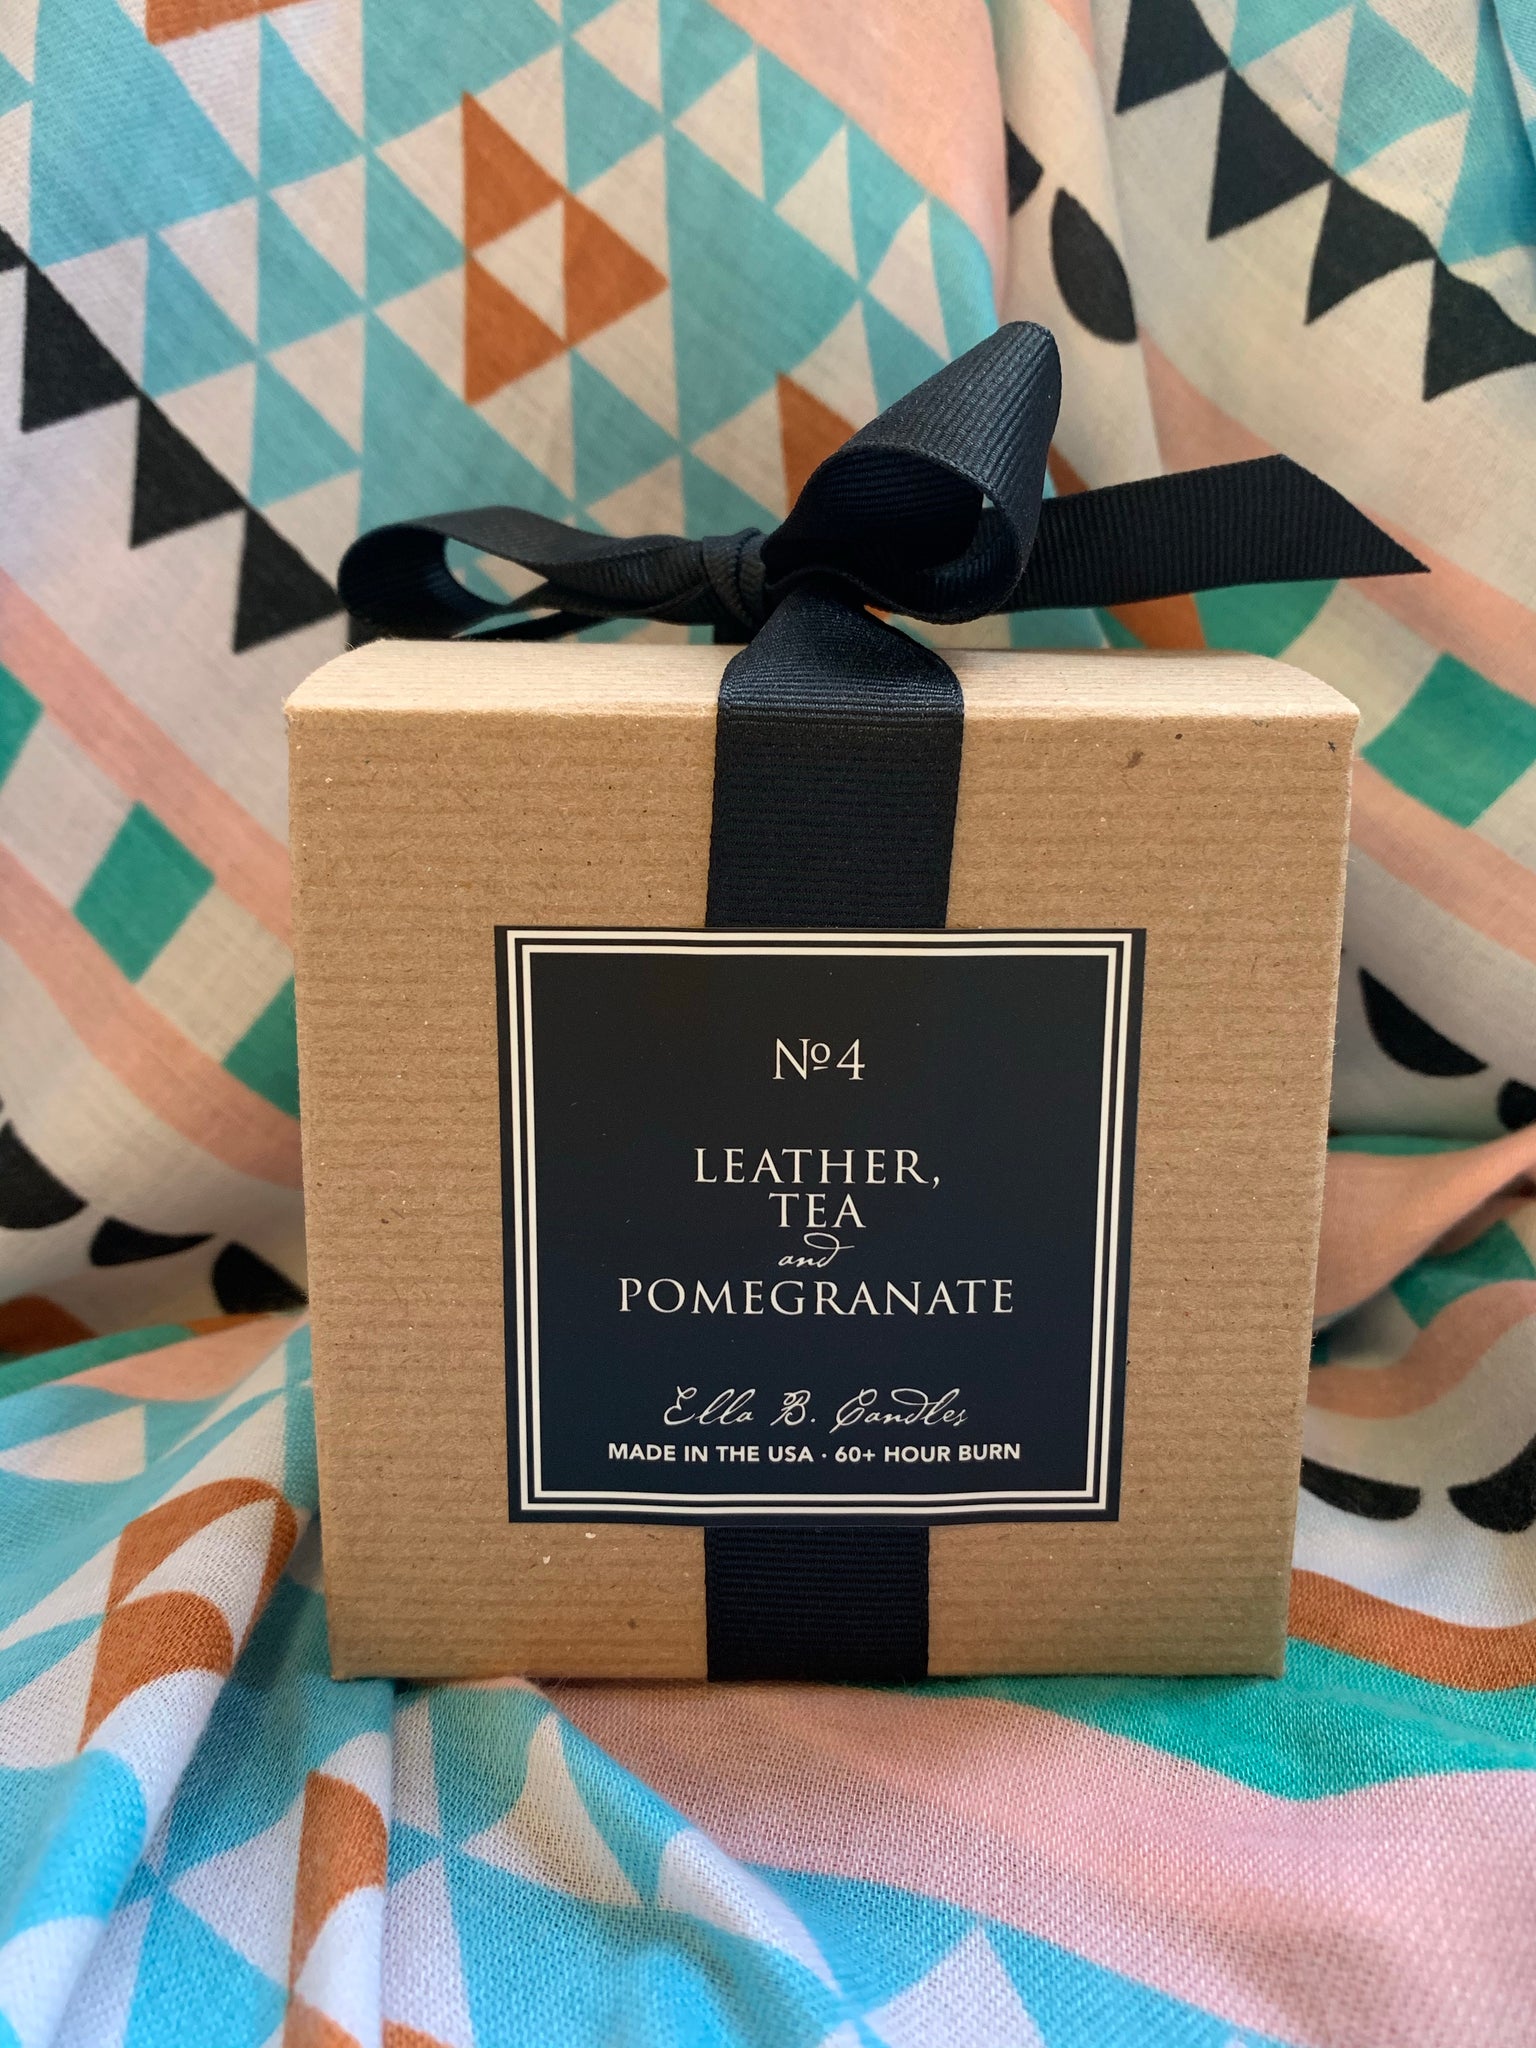 №4
LEATHER,
TEA
and
POMEGRANATE
Ella B. Candles
MADE IN THE USA · 60+ HOUR BURN